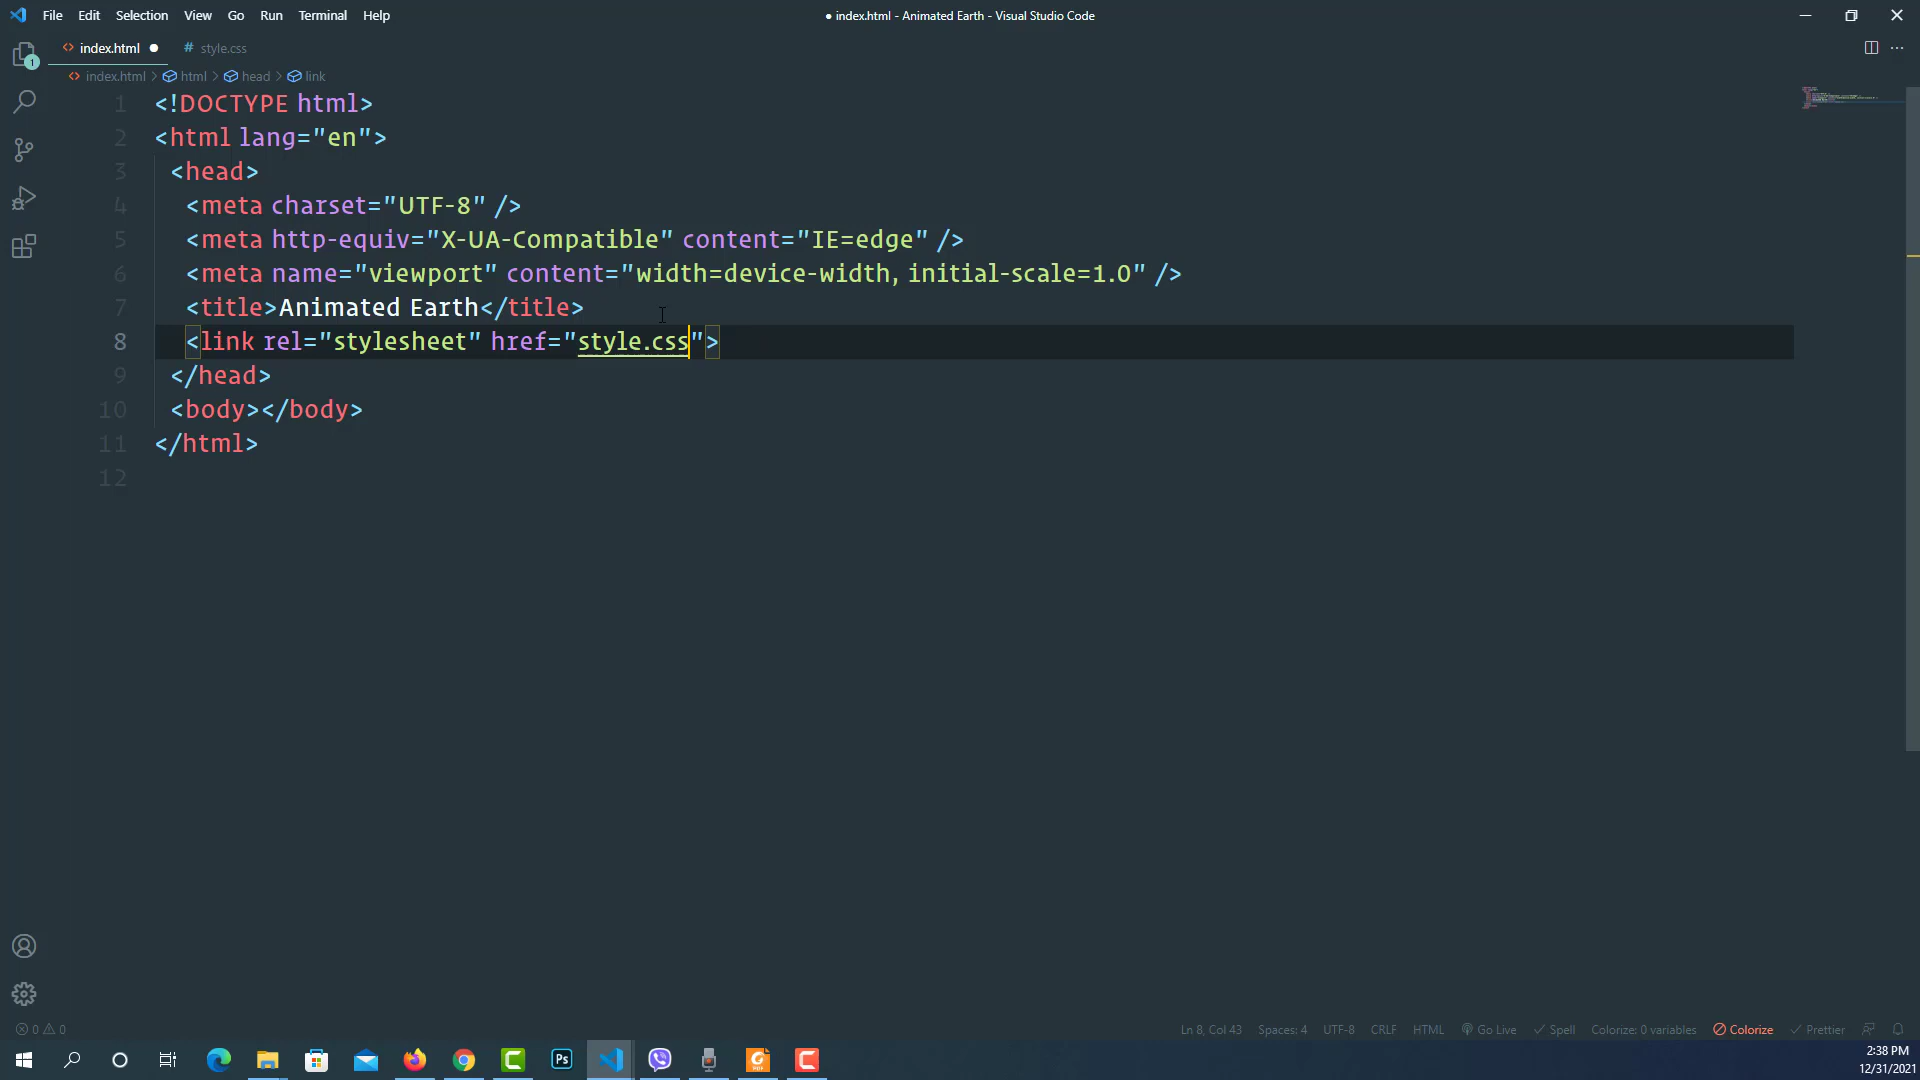 File Edit Selection View Go Run Terminal Help
● index.html - Animated Earth - Visual Studio Code
index.html ● # style.css
1
index.html > html > head > link
1 <!DOCTYPE html>
2 <html lang="en">
3 <head>
4 <meta charset="UTF-8" />
5 <meta http-equiv="X-UA-Compatible" content="IE=edge" />
6 <meta name="viewport" content="width=device-width, initial-scale=1.0" />
7 <title>Animated Earth</title>
8 <link rel="stylesheet" href="style.css">
9 </head>
10 <body></body>
11 </html>
12
0 0 Ln 8, Col 43 Spaces: 4 UTF-8 CRLF HTML Go Live Spell Colorize: 0 variables Colorize Prettier
Ps
2:38 PM
12/31/2021